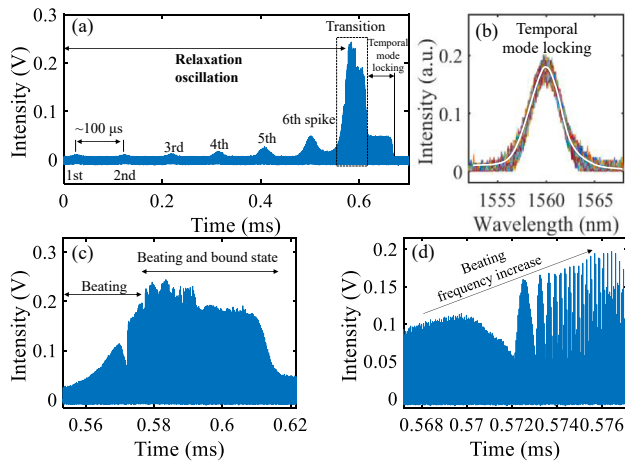 (a)
Transition
Relaxation
oscillation
Temporal
mode
locking
~100 μs
1st
2nd
3rd
4th
5th
6th spike
0.3
0.2
0.1
0
Intensity (V)
0
0.2
0.4
0.6
Time (ms)
(b)
Temporal
mode locking
0.2
0.1
0
Intensity (a.u.)
1555
1560
1565
Wavelength (nm)
(c)
Beating and bound state
Beating
0.3
0.2
0.1
0
Intensity (V)
0.56
0.58
0.6
0.62
Time (ms)
(d)
Beating
frequency increase
0.2
0.15
0.1
0.05
0
Intensity (V)
0.568
0.57
0.572
0.574
0.576
Time (ms)